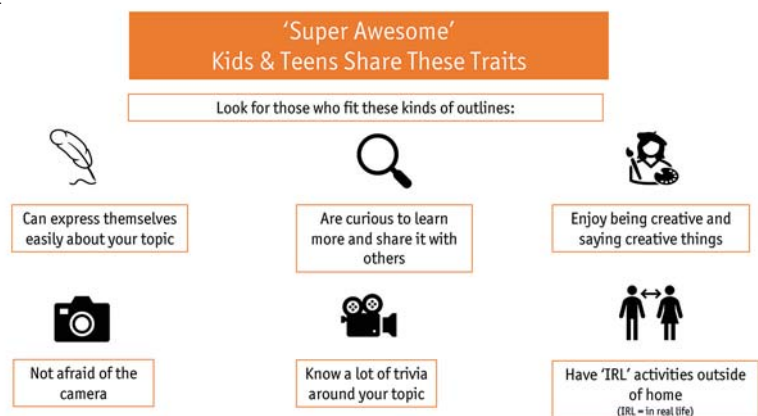 ‘Super Awesome’
Kids & Teens Share These Traits
Look for those who fit these kinds of outlines:
Can express themselves
easily about your topic
Are curious to learn
more and share it with
others
Enjoy being creative and
saying creative things
Not afraid of the
camera
Know a lot of trivia
around your topic
Have ‘IRL’ activities outside
of home
(IRL = in real life)